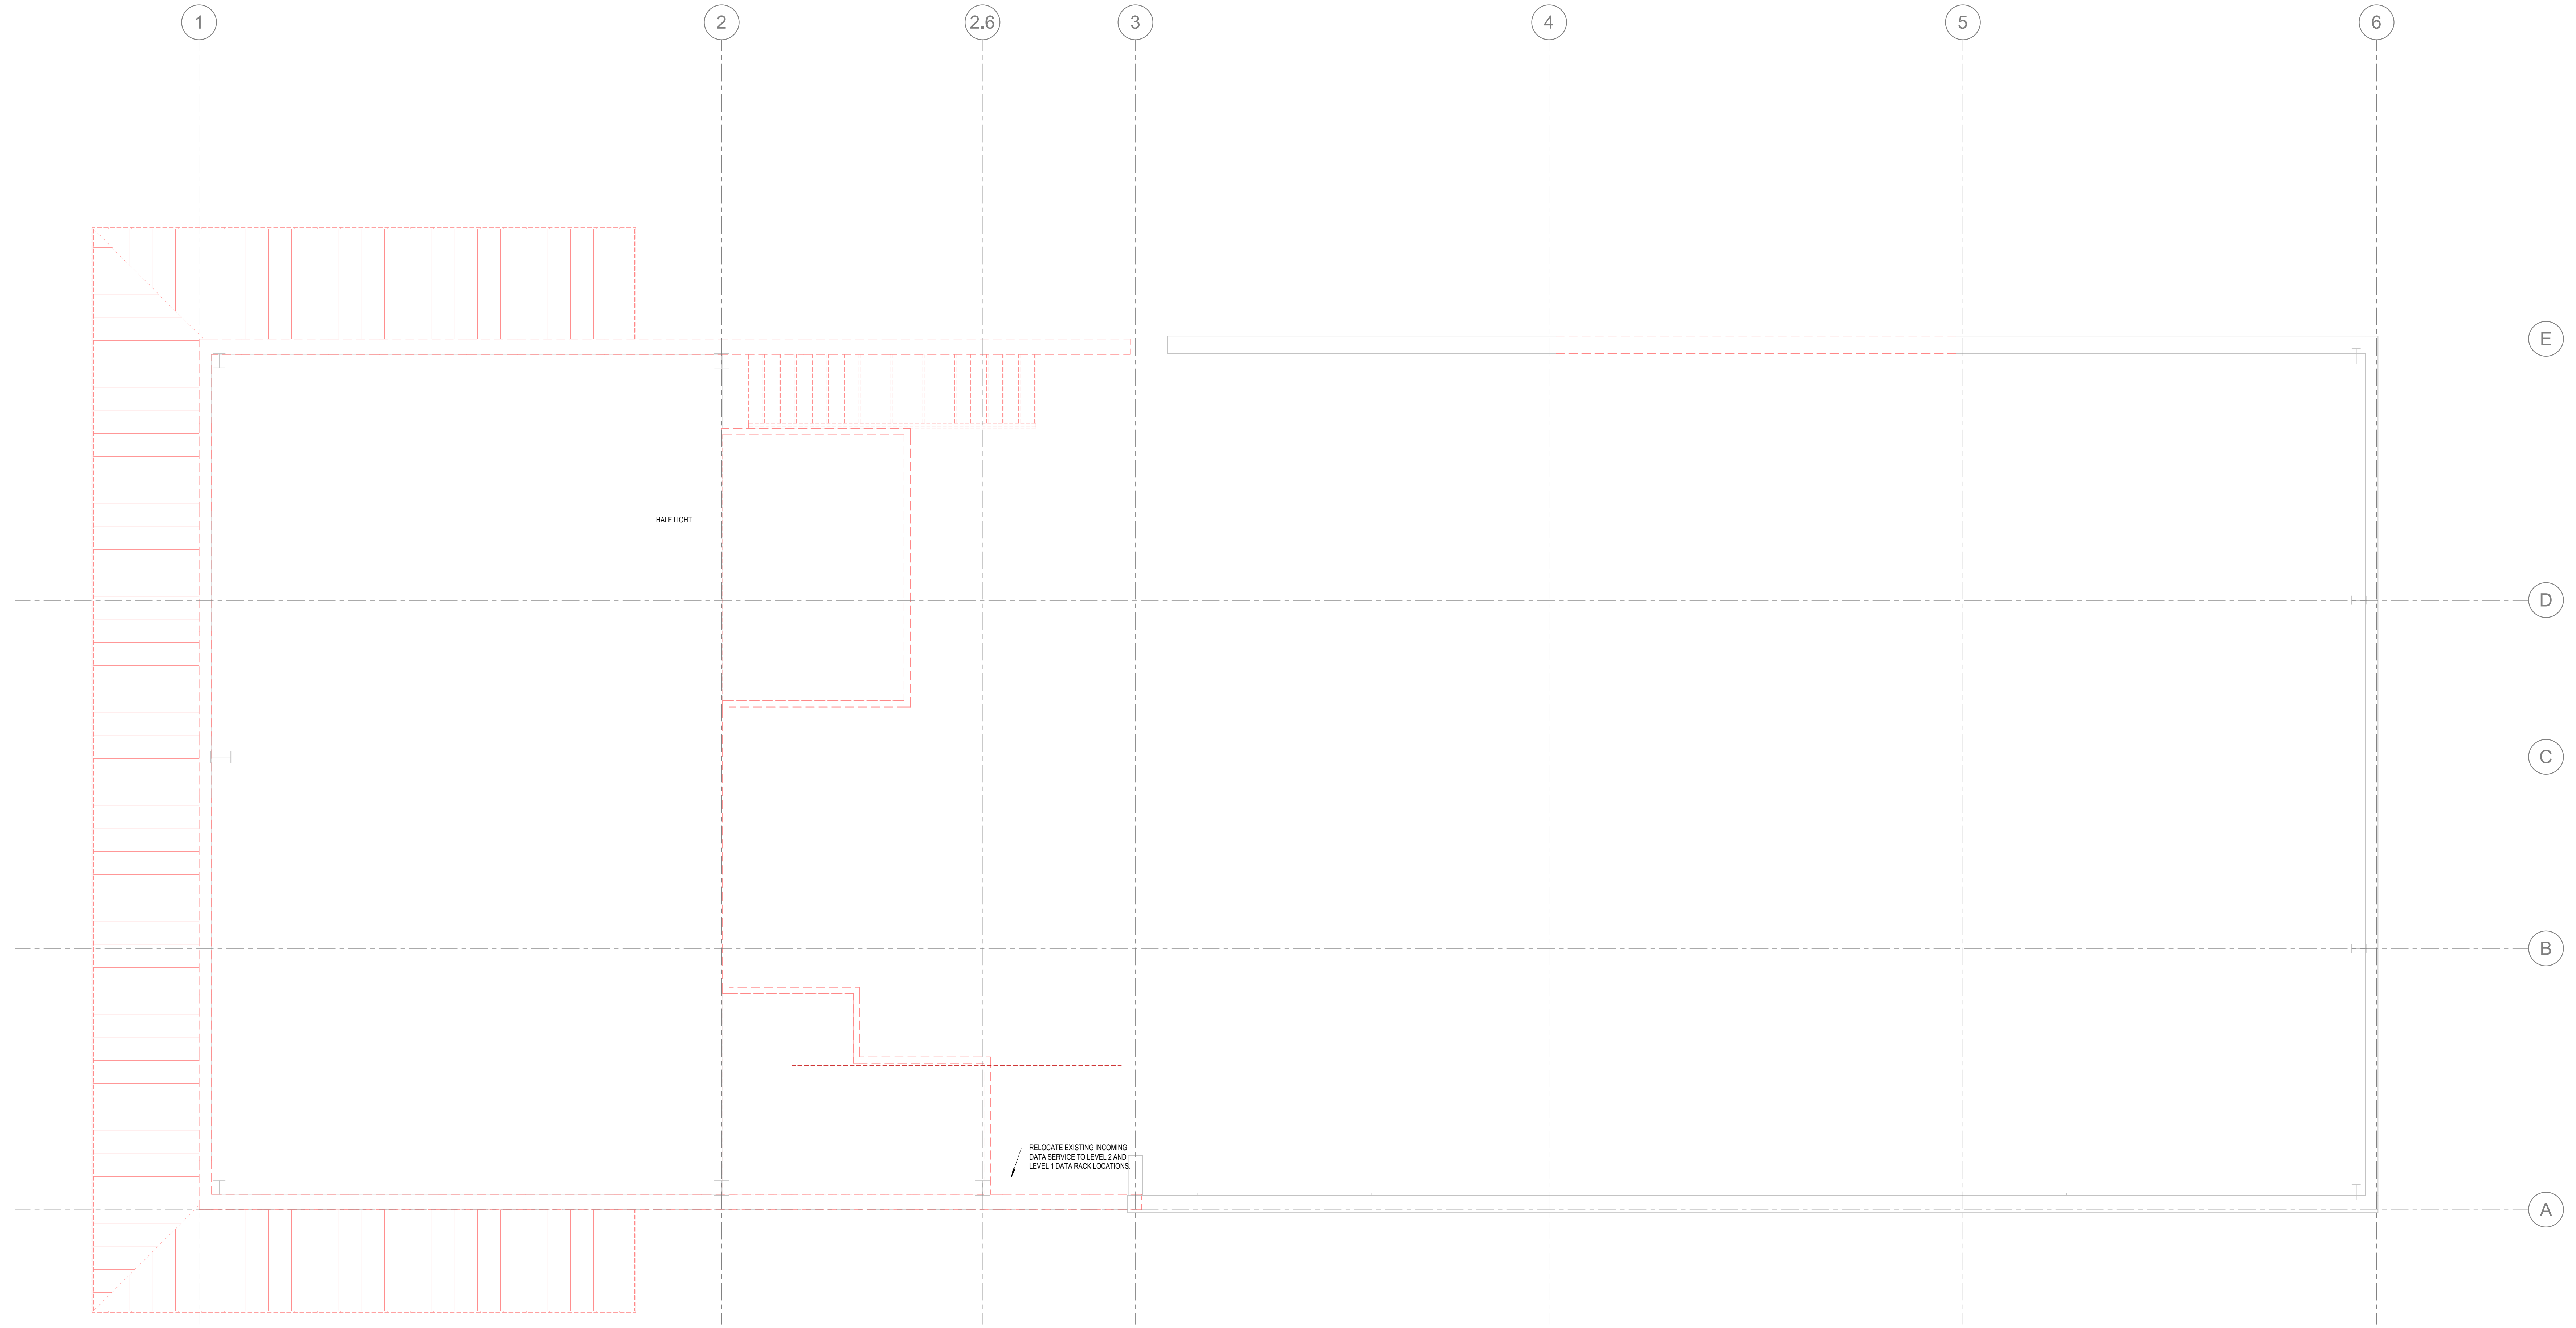 1
2
2.6
3
4
5
6
E
HALF LIGHT
D
C
B
RELOCATE EXISTING INCOMING
DATA SERVICE TO LEVEL 2 AND
LEVEL 1 DATA RACK LOCATIONS.
A